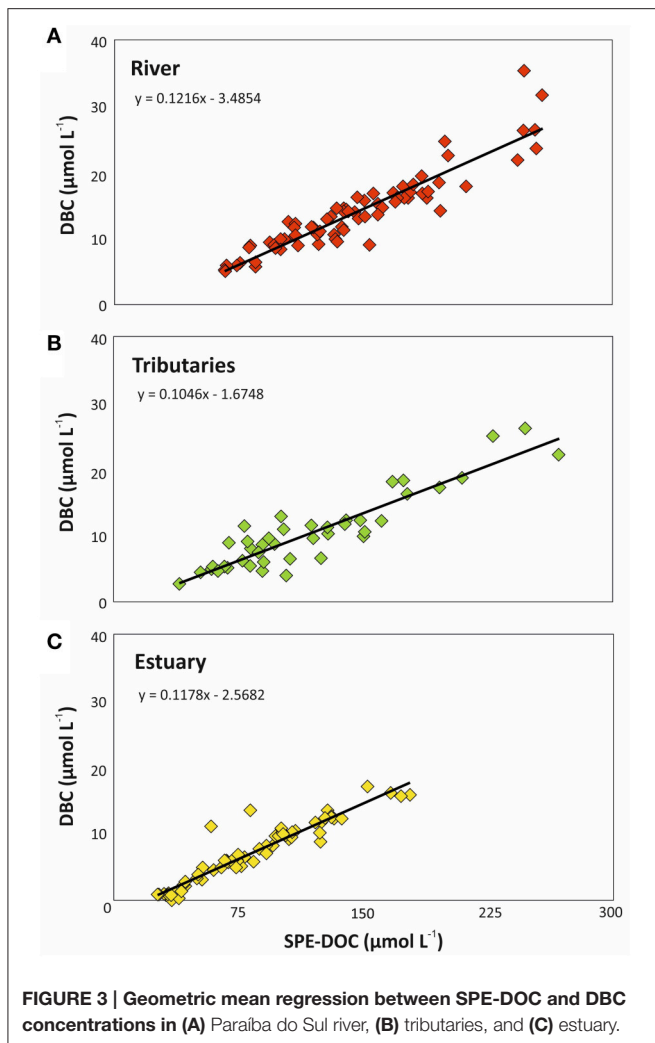 A
40
30
20
10
0
DBC (µmol L⁻¹)
River
y = 0.1216x - 3.4854
B
40
30
20
10
0
DBC (µmol L⁻¹)
Tributaries
y = 0.1046x - 1.6748
C
40
30
20
10
0
DBC (µmol L⁻¹)
Estuary
y = 0.1178x - 2.5682
0 75 150 225 300
SPE-DOC (µmol L⁻¹)
FIGURE 3 | Geometric mean regression between SPE-DOC and DBC
concentrations in (A) Paraíba do Sul river, (B) tributaries, and (C) estuary.